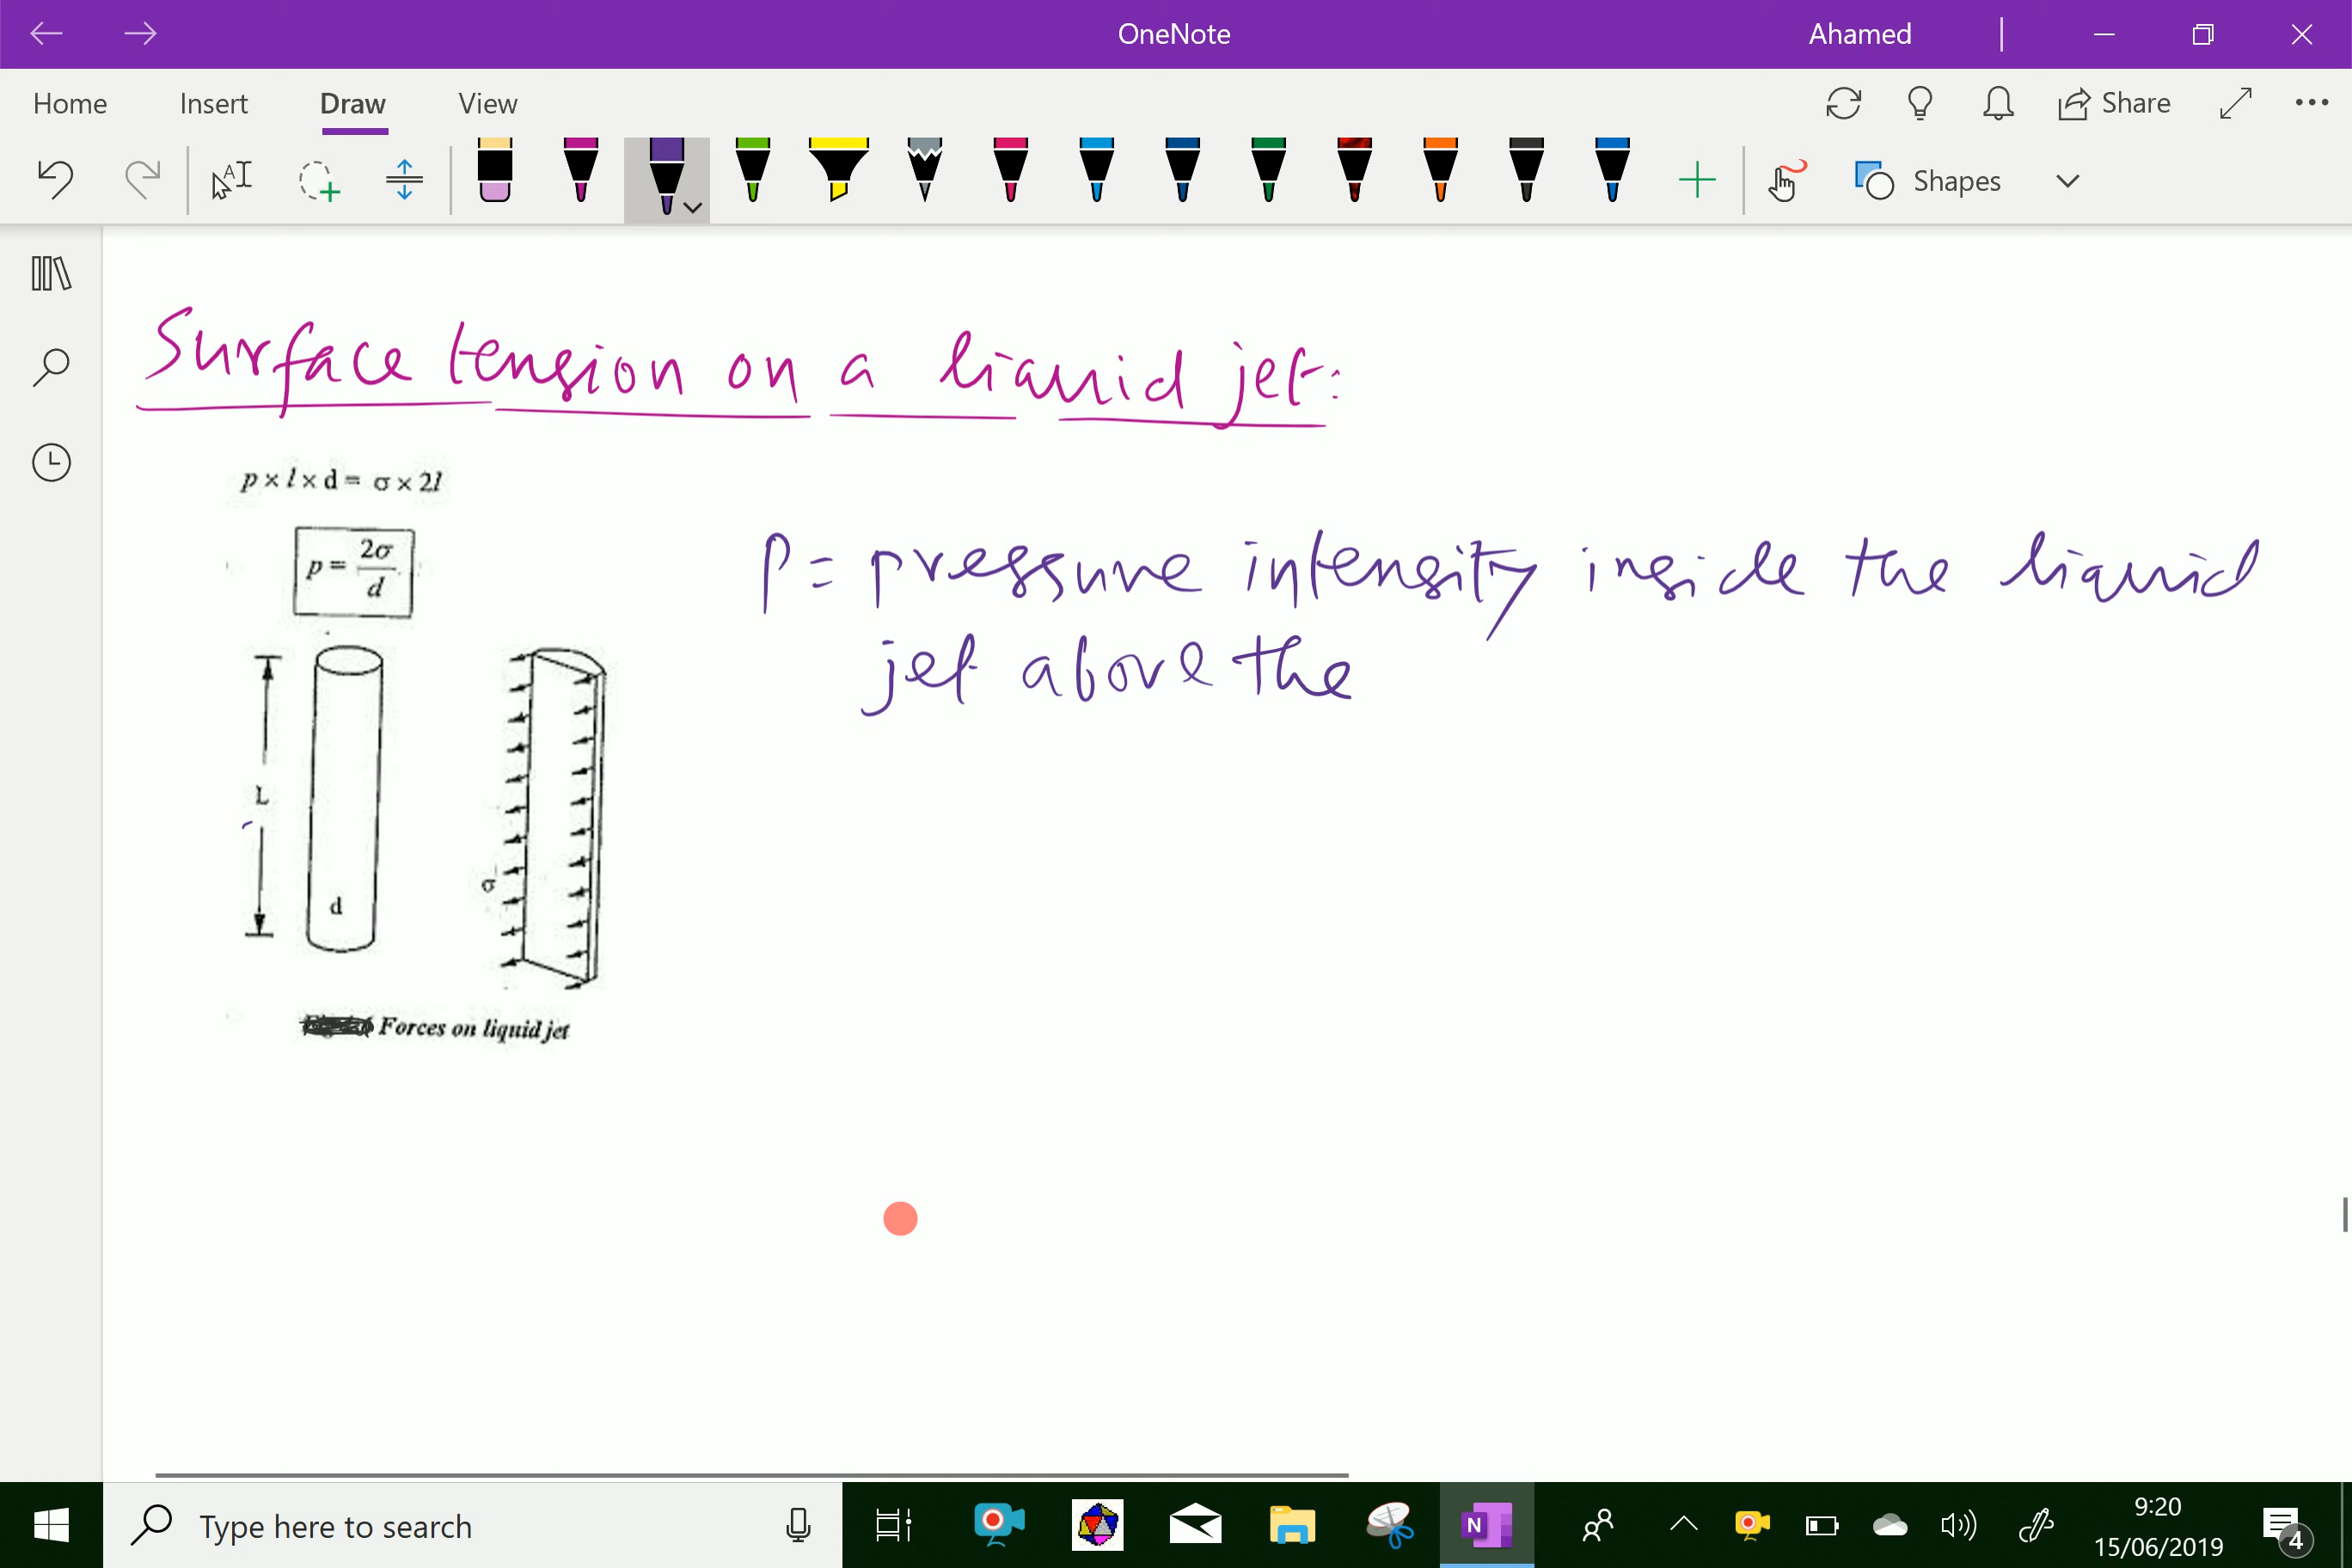 OneNote
Ahamed
Home Insert Draw View
Share
Shapes
Surface tension on a liquid jet:
p × l × d = σ × 2l
p = 2σ / d
P = pressure intensity inside the liquid
jet above the
L
d
σ
Forces on liquid jet
Type here to search
N
9:20
15/06/2019
4